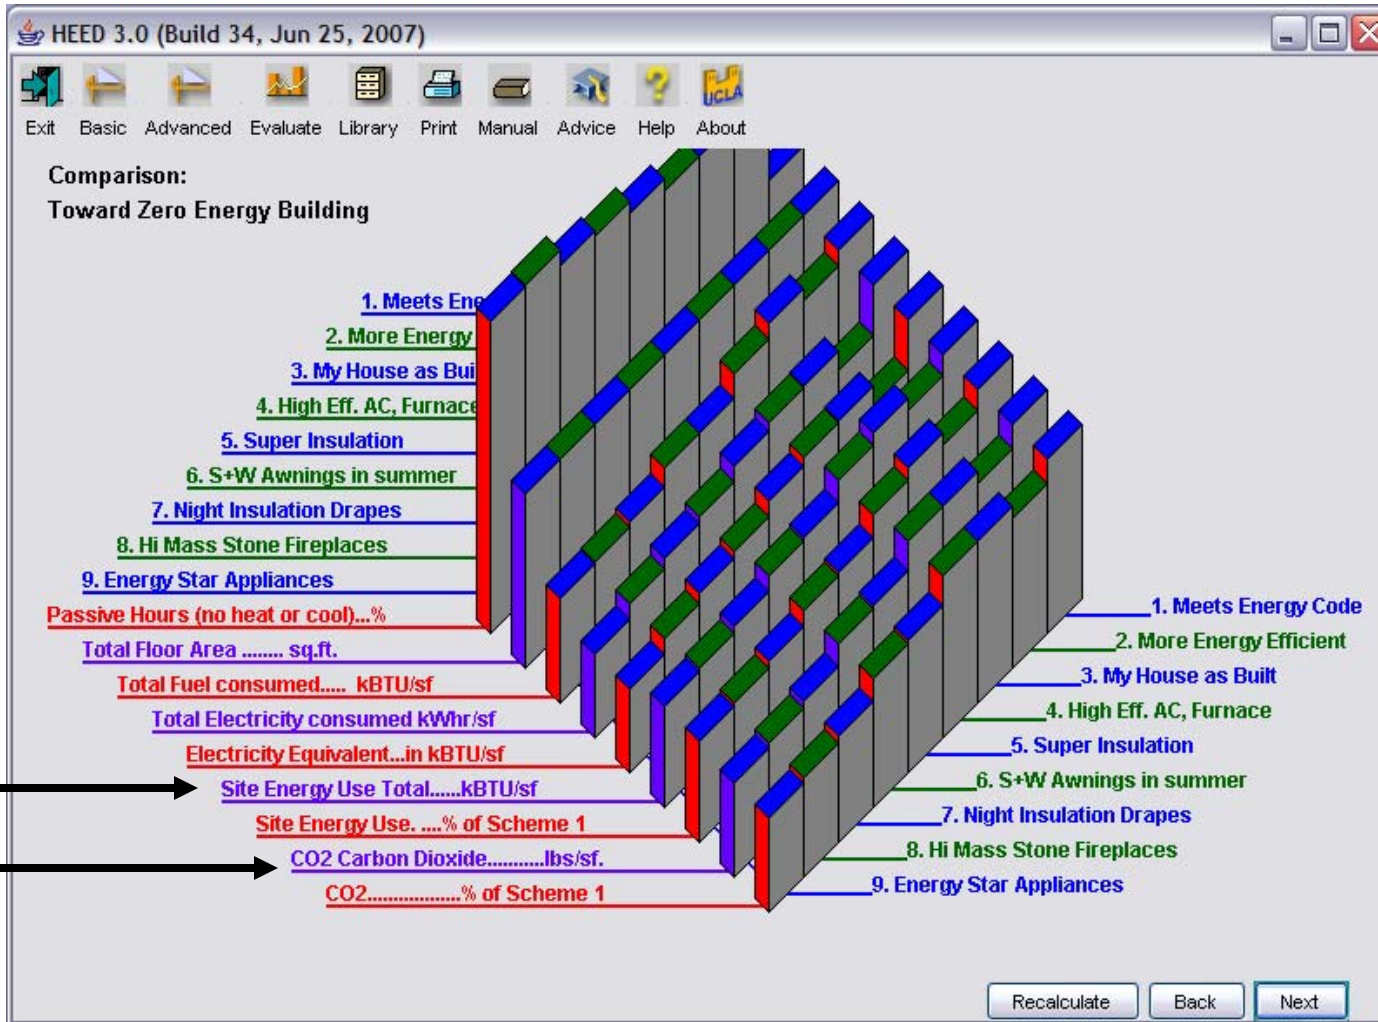 HEED 3.0 (Build 34, Jun 25, 2007)
Exit Basic Advanced Evaluate Library Print Manual Advice Help About
UCLA
Comparison:
Toward Zero Energy Building
1. Meets Ene
2. More Energy
3. My House as Bui
4. High Eff. AC, Furnace
5. Super Insulation
6. S+W Awnings in summer
7. Night Insulation Drapes
8. Hi Mass Stone Fireplaces
9. Energy Star Appliances
Passive Hours (no heat or cool)...%
Total Floor Area ........ sq.ft.
Total Fuel consumed..... kBTU/sf
Total Electricity consumed kWhr/sf
Electricity Equivalent...in kBTU/sf
Site Energy Use Total......kBTU/sf
Site Energy Use. ....% of Scheme 1
CO2 Carbon Dioxide...........lbs/sf.
CO2..................% of Scheme 1
1. Meets Energy Code
2. More Energy Efficient
3. My House as Built
4. High Eff. AC, Furnace
5. Super Insulation
6. S+W Awnings in summer
7. Night Insulation Drapes
8. Hi Mass Stone Fireplaces
9. Energy Star Appliances
Recalculate Back Next